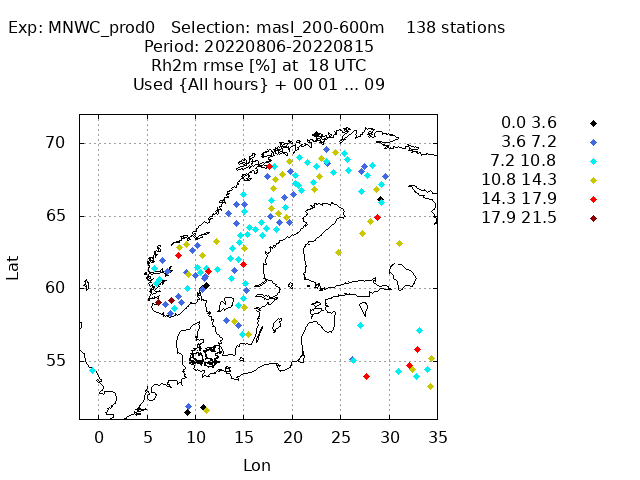 Exp: MNWC_prod0 Selection: masl_200-600m 138 stations
Period: 20220806-20220815
Rh2m rmse [%] at 18 UTC
Used {All hours} + 00 01 ... 09
0.0 3.6
3.6 7.2
7.2 10.8
10.8 14.3
14.3 17.9
17.9 21.5
70
65
60
55
Lat
0 5 10 15 20 25 30 35
Lon